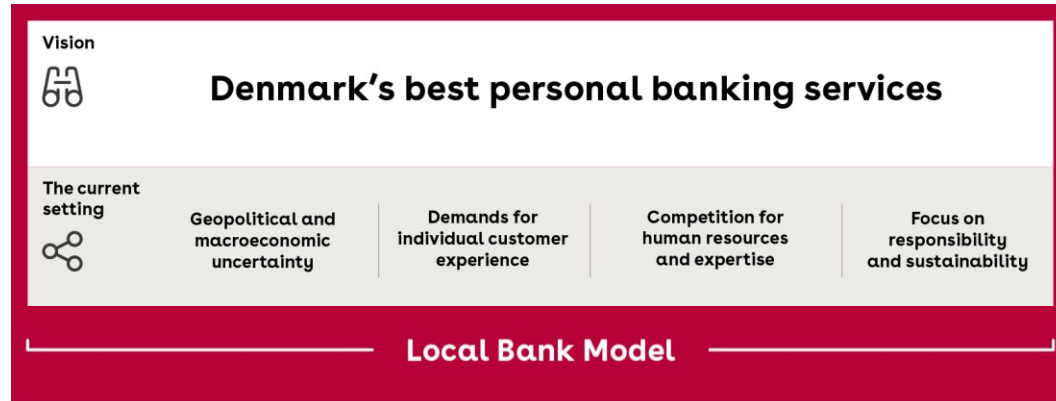 Vision
Denmark's best personal banking services
The current
setting
Geopolitical and
macroeconomic
uncertainty
Demands for
individual customer
experience
Competition for
human resources
and expertise
Focus on
responsibility
and sustainability
Local Bank Model